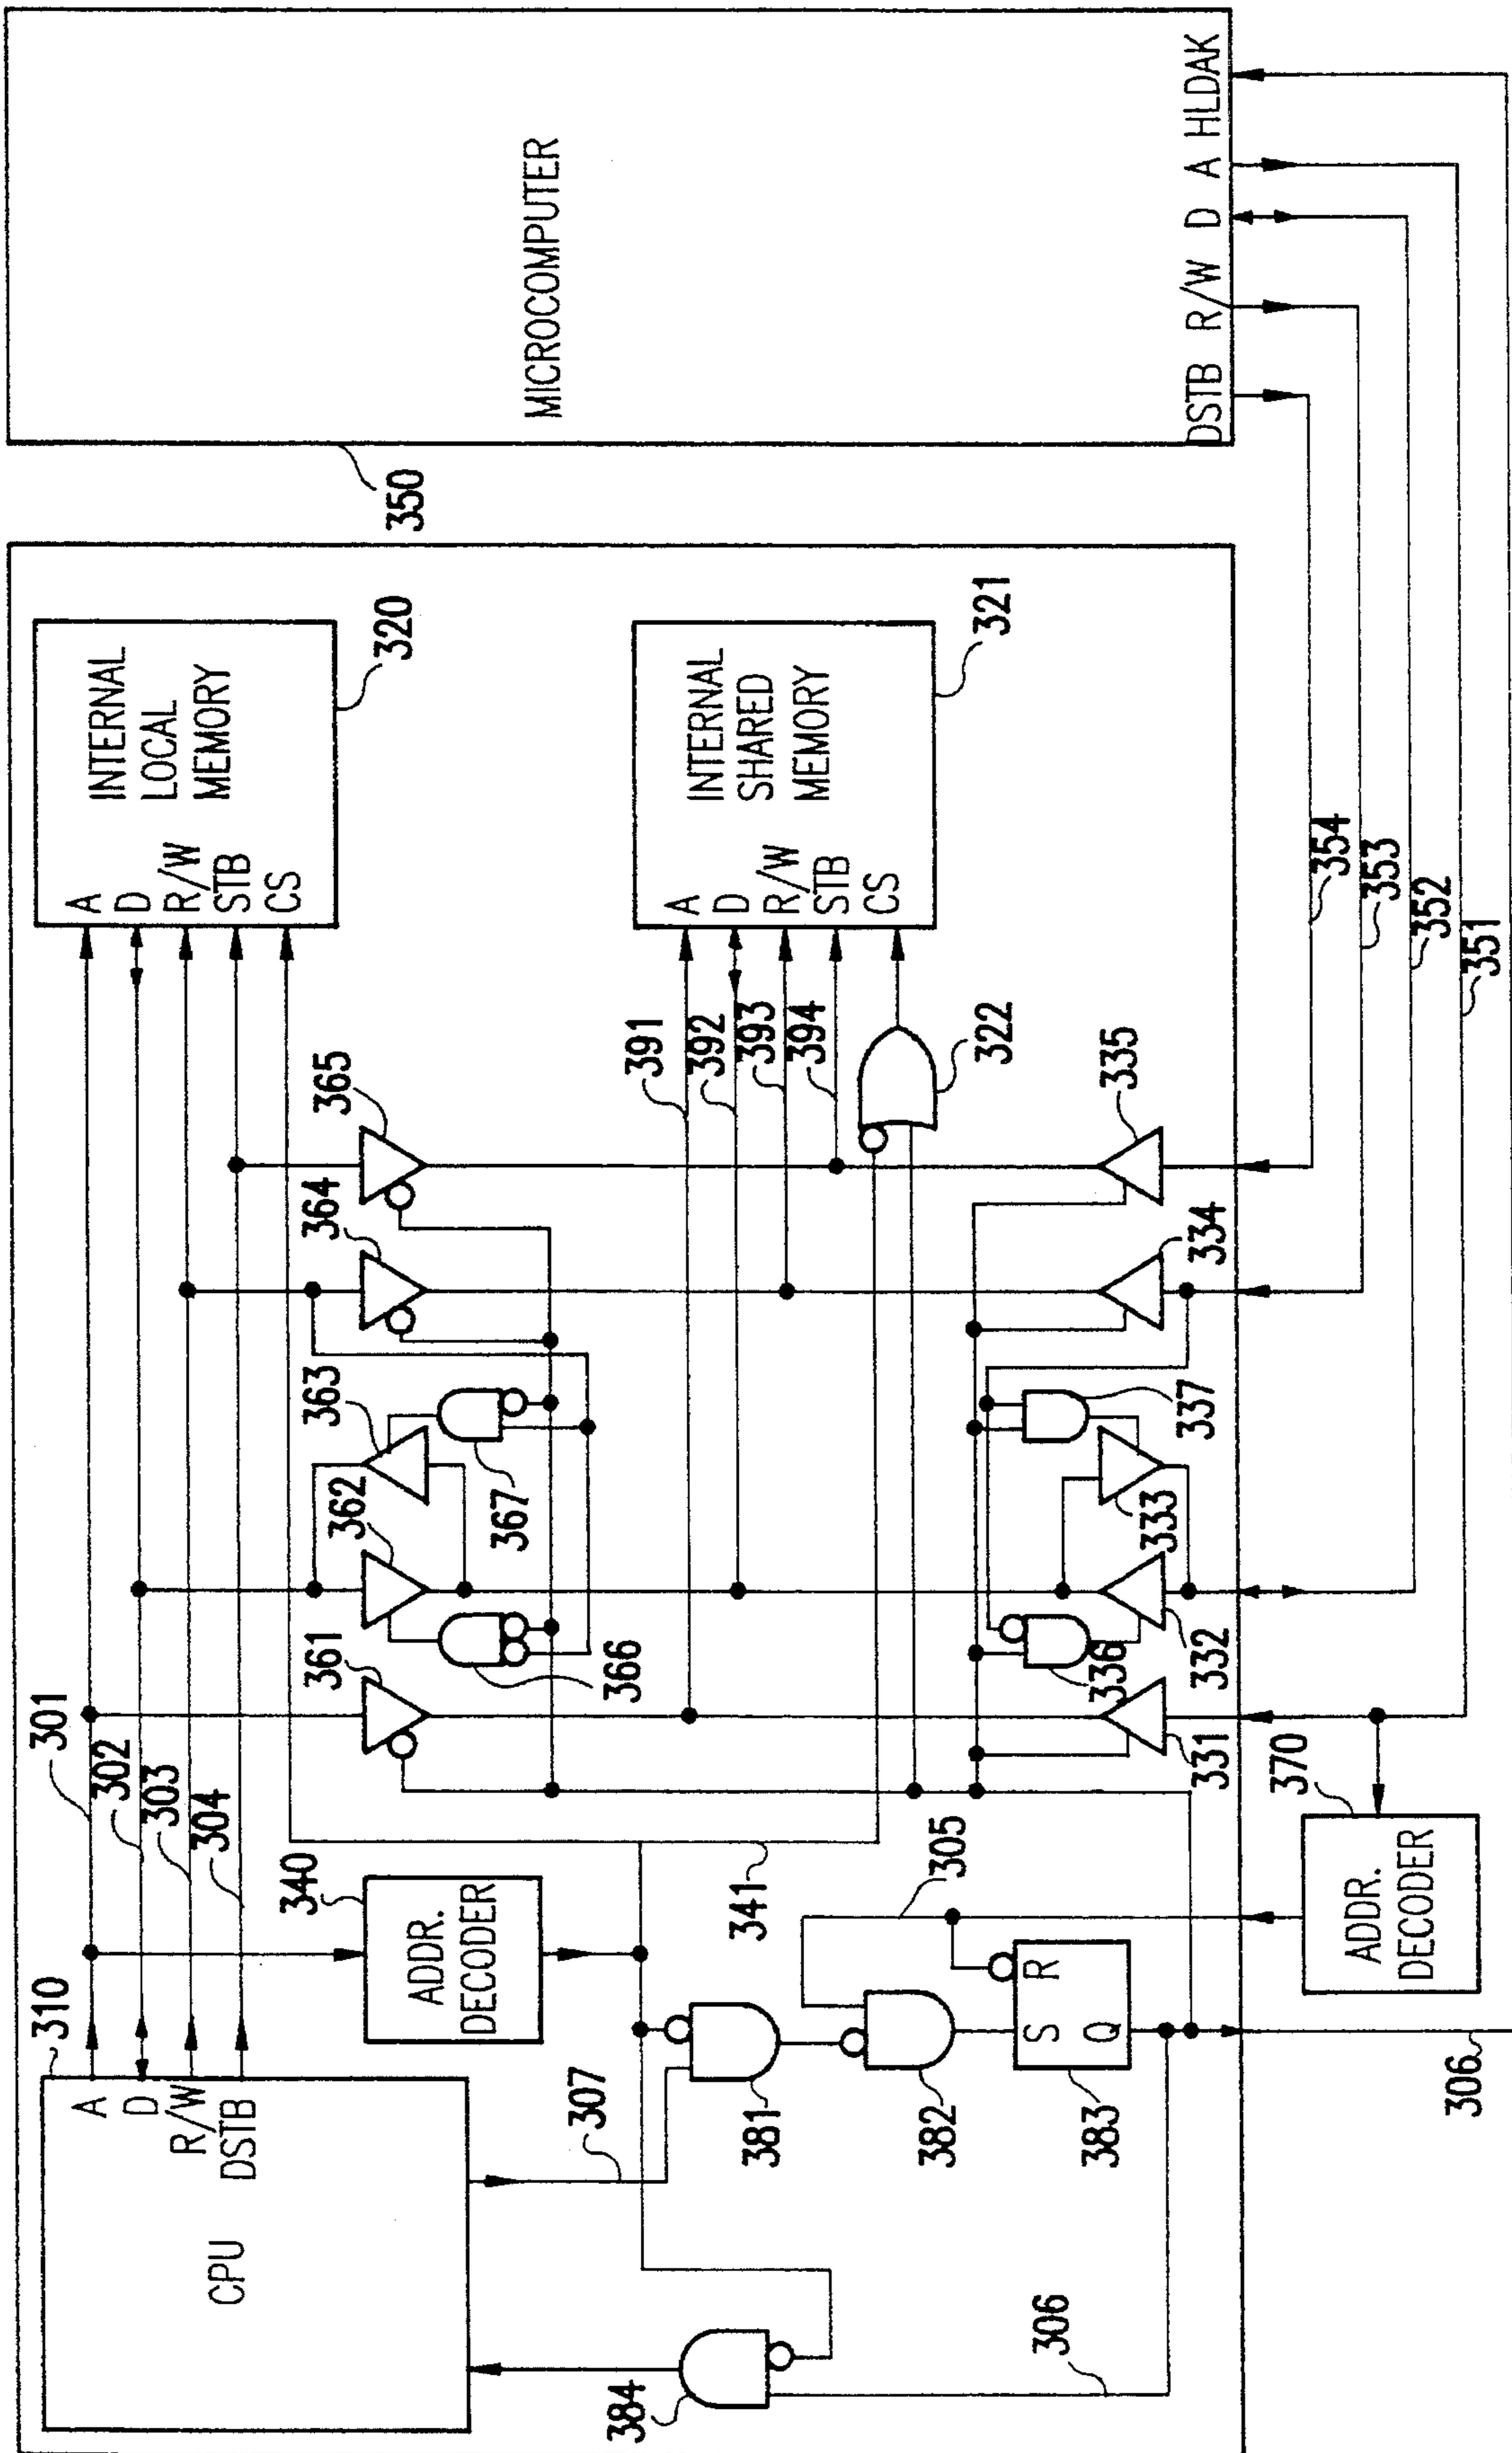 310
CPU
A
D
R/W
DSTB
301
302
303
304
340
ADDR.
DECODER
307
381
382
383
S
R
Q
384
306
306
305
341
361
362
363
364
365
366
367
INTERNAL
LOCAL
MEMORY
A
D
R/W
STB
CS
320
INTERNAL
SHARED
MEMORY
A
D
R/W
STB
CS
321
391
392
393
394
322
331
332
333
334
335
336
337
370
ADDR.
DECODER
MICROCOMPUTER
350
DSTB
R/W
D
A
HLDAK
354
353
352
351